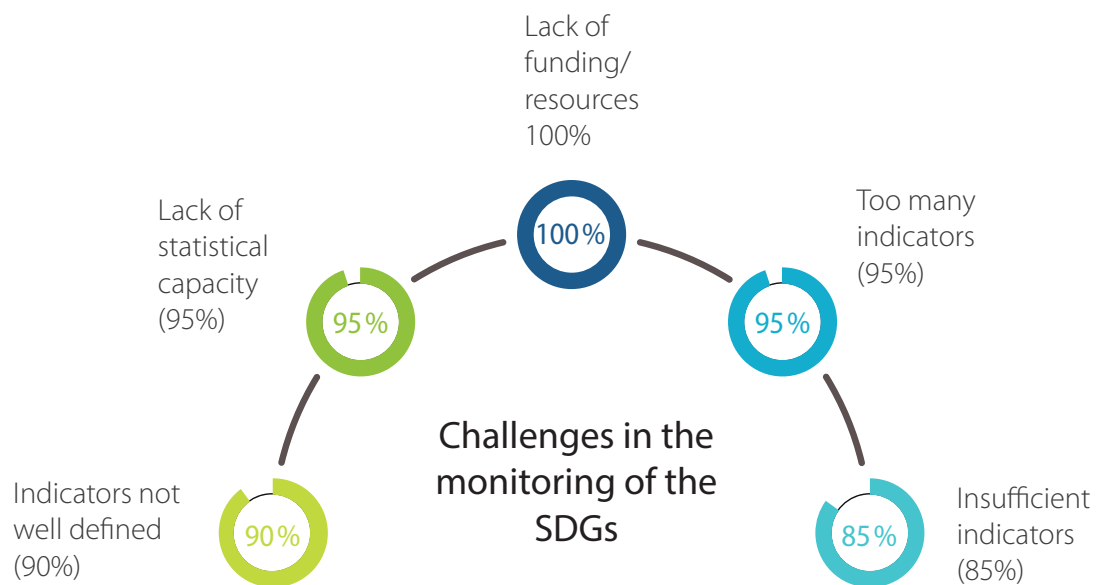 Lack of
funding/
resources
100%
100%
Lack of
statistical
capacity
(95%)
95%
Too many
indicators
(95%)
95%
Challenges in the
monitoring of the
SDGs
Indicators not
well defined
(90%)
90%
Insufficient
indicators
(85%)
85%